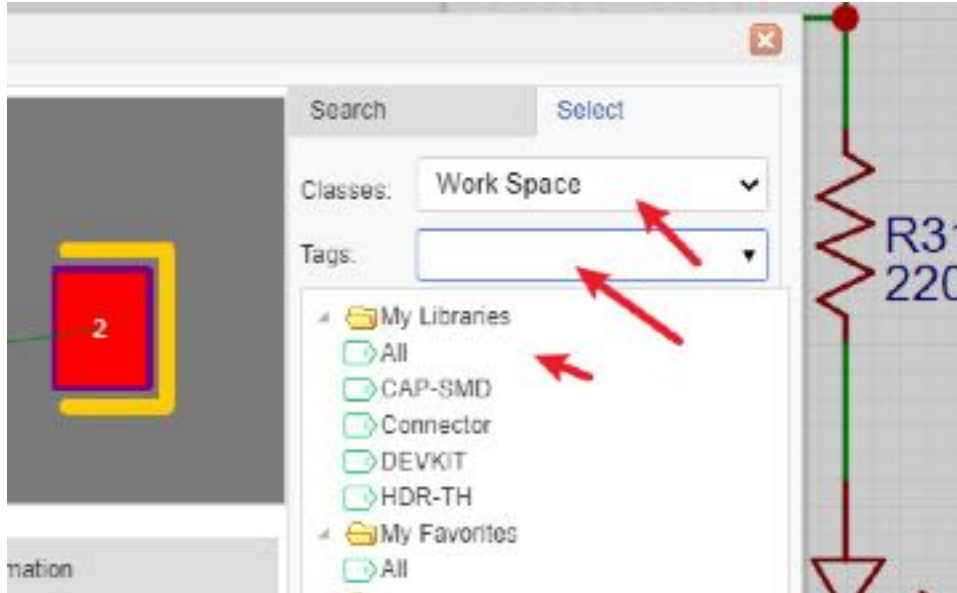 Search
Select
Classes:
Work Space
Tags:
My Libraries
All
CAP-SMD
Connector
DEVKIT
HDR-TH
My Favorites
All
2
mation
R31
220